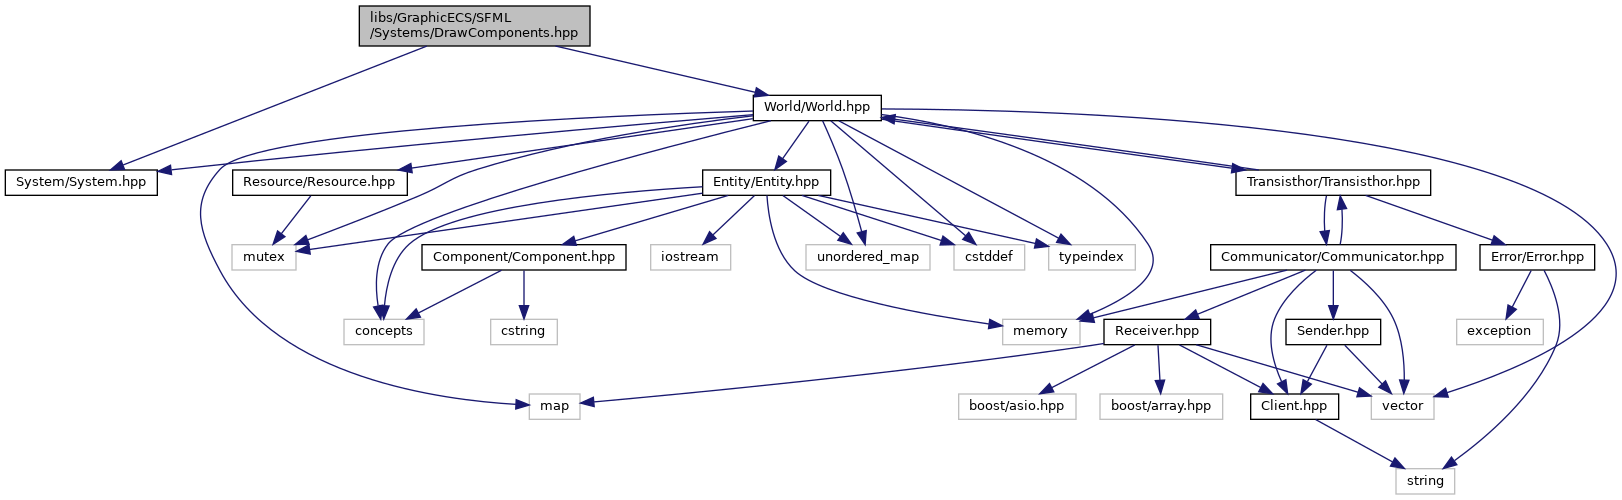 libs/GraphicECS/SFML
/Systems/DrawComponents.hpp
World/World.hpp
System/System.hpp
Resource/Resource.hpp
Entity/Entity.hpp
Transisthor/Transisthor.hpp
mutex
Component/Component.hpp
iostream
unordered_map
cstddef
typeindex
Communicator/Communicator.hpp
Error/Error.hpp
concepts
cstring
memory
Receiver.hpp
Sender.hpp
exception
map
boost/asio.hpp
boost/array.hpp
Client.hpp
vector
string